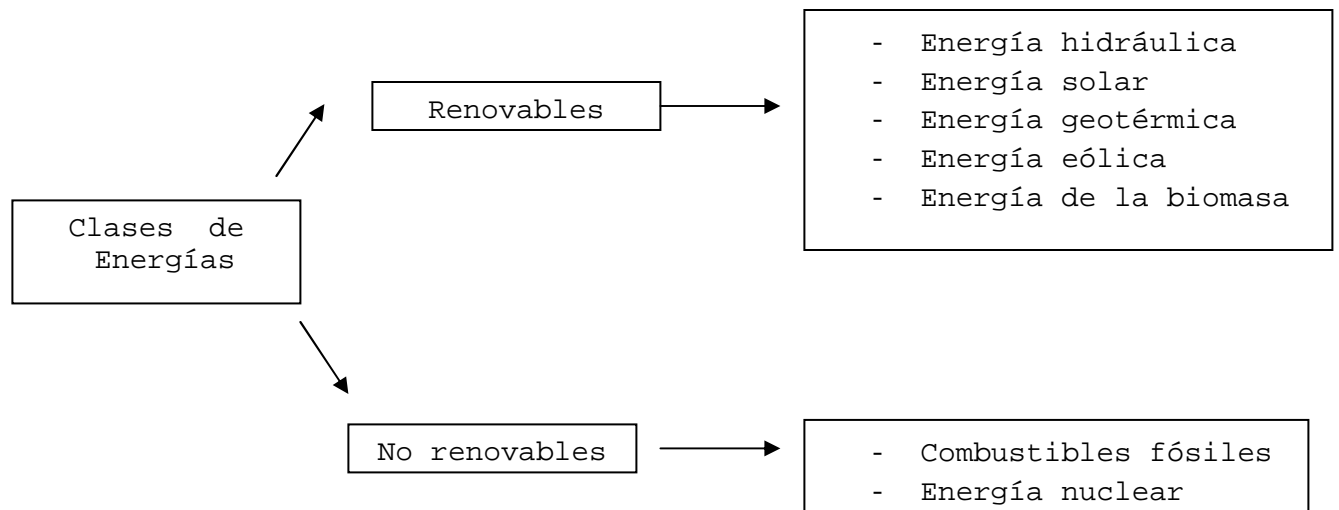 Clases de
Energías
Renovables
- Energía hidráulica
- Energía solar
- Energía geotérmica
- Energía eólica
- Energía de la biomasa
No renovables
- Combustibles fósiles
- Energía nuclear